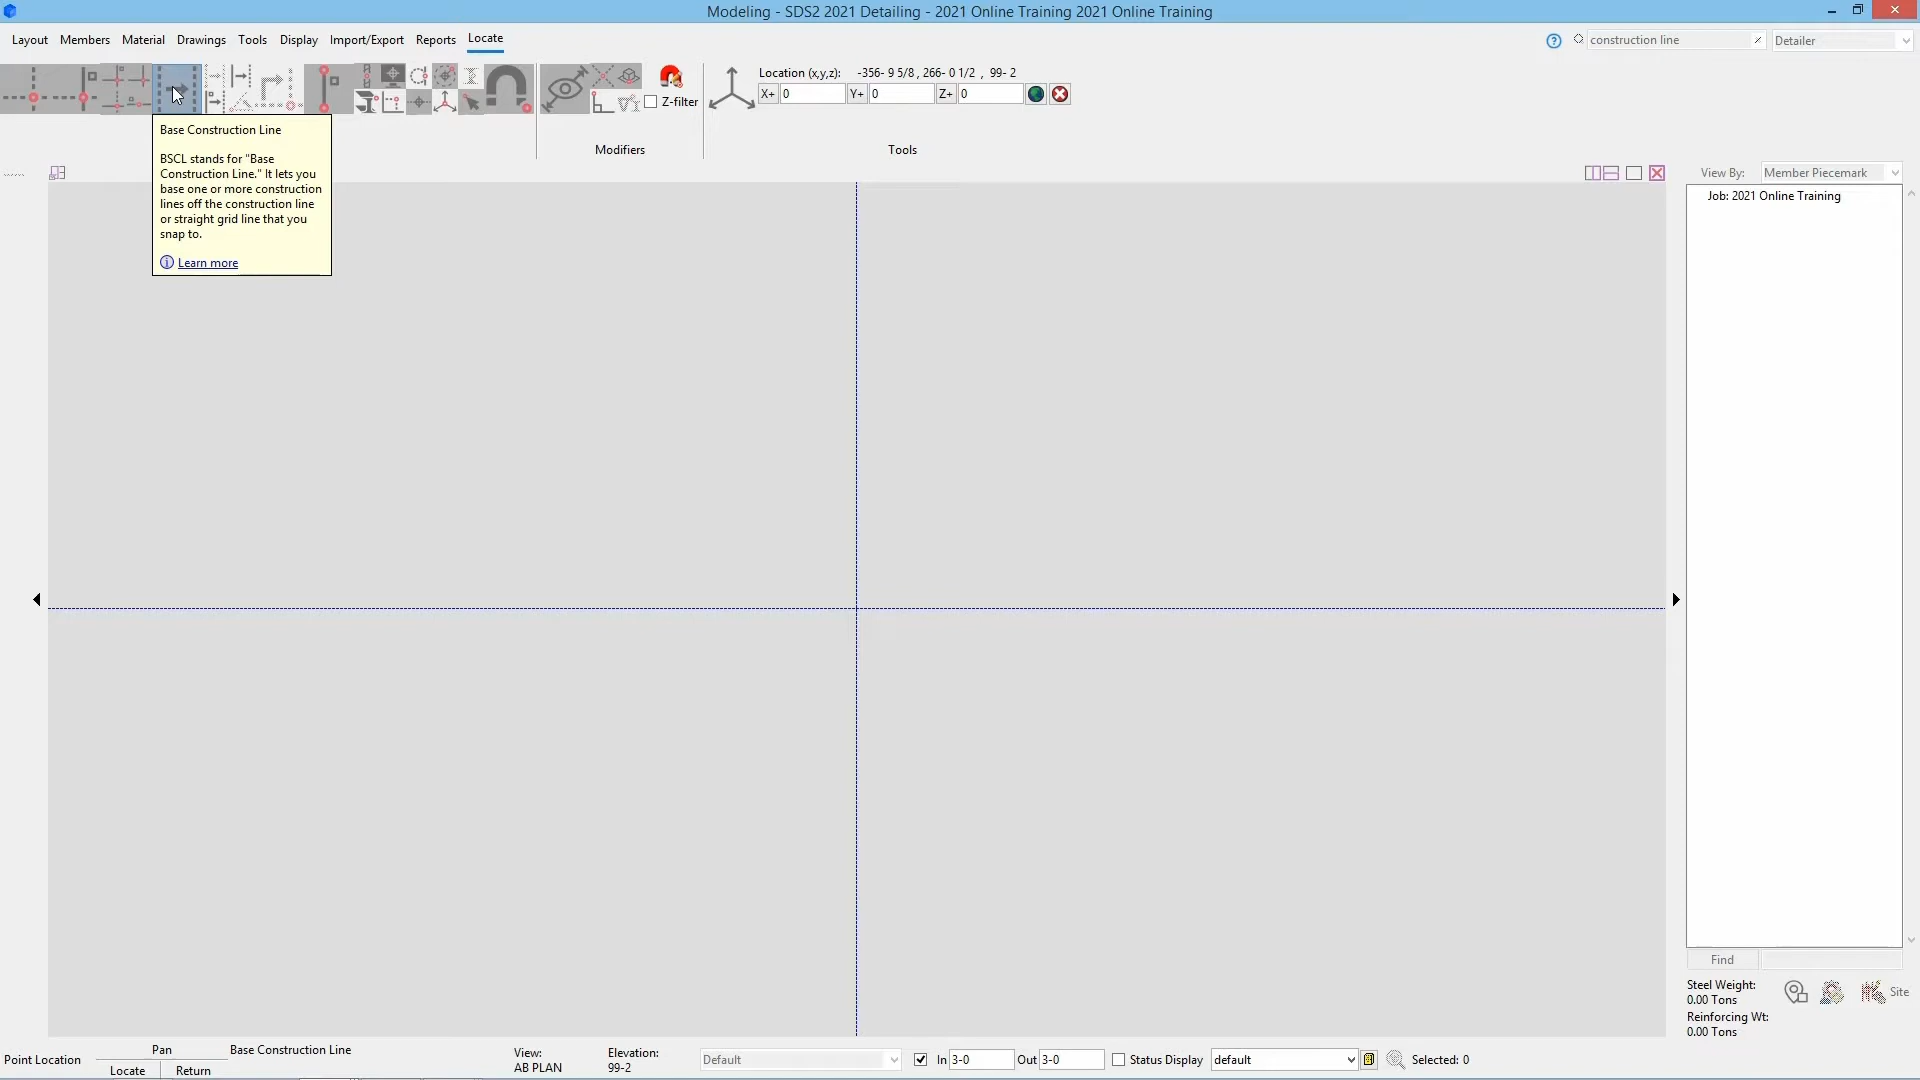 Modeling - SDS2 2021 Detailing - 2021 Online Training 2021 Online Training
Layout Members Material Drawings Tools Display Import/Export Reports Locate
construction line
Detailer
Location (x,y,z): -356- 9 5/8 , 266- 0 1/2 , 99- 2
X+ 0 Y+ 0 Z+ 0
Z-filter
Modifiers
Tools
Base Construction Line
BSCL stands for "Base
Construction Line." It lets you
base one or more construction
lines off the construction line
or straight grid line that you
snap to.
Learn more
View By: Member Piecemark
Job: 2021 Online Training
Find
Steel Weight:
0.00 Tons
Reinforcing Wt:
0.00 Tons
Site
Point Location
Pan
Locate
Return
Base Construction Line
View:
AB PLAN
Elevation:
99-2
Default
In 3-0 Out 3-0
Status Display
default
Selected: 0